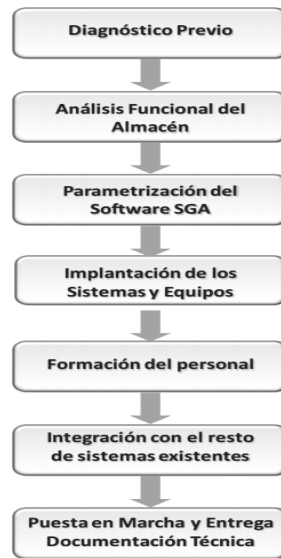 Diagnóstico Previo
Análisis Funcional del
Almacén
Parametrización del
Software SGA
Implantación de los
Sistemas y Equipos
Formación del personal
Integración con el resto
de sistemas existentes
Puesta en Marcha y Entrega
Documentación Técnica